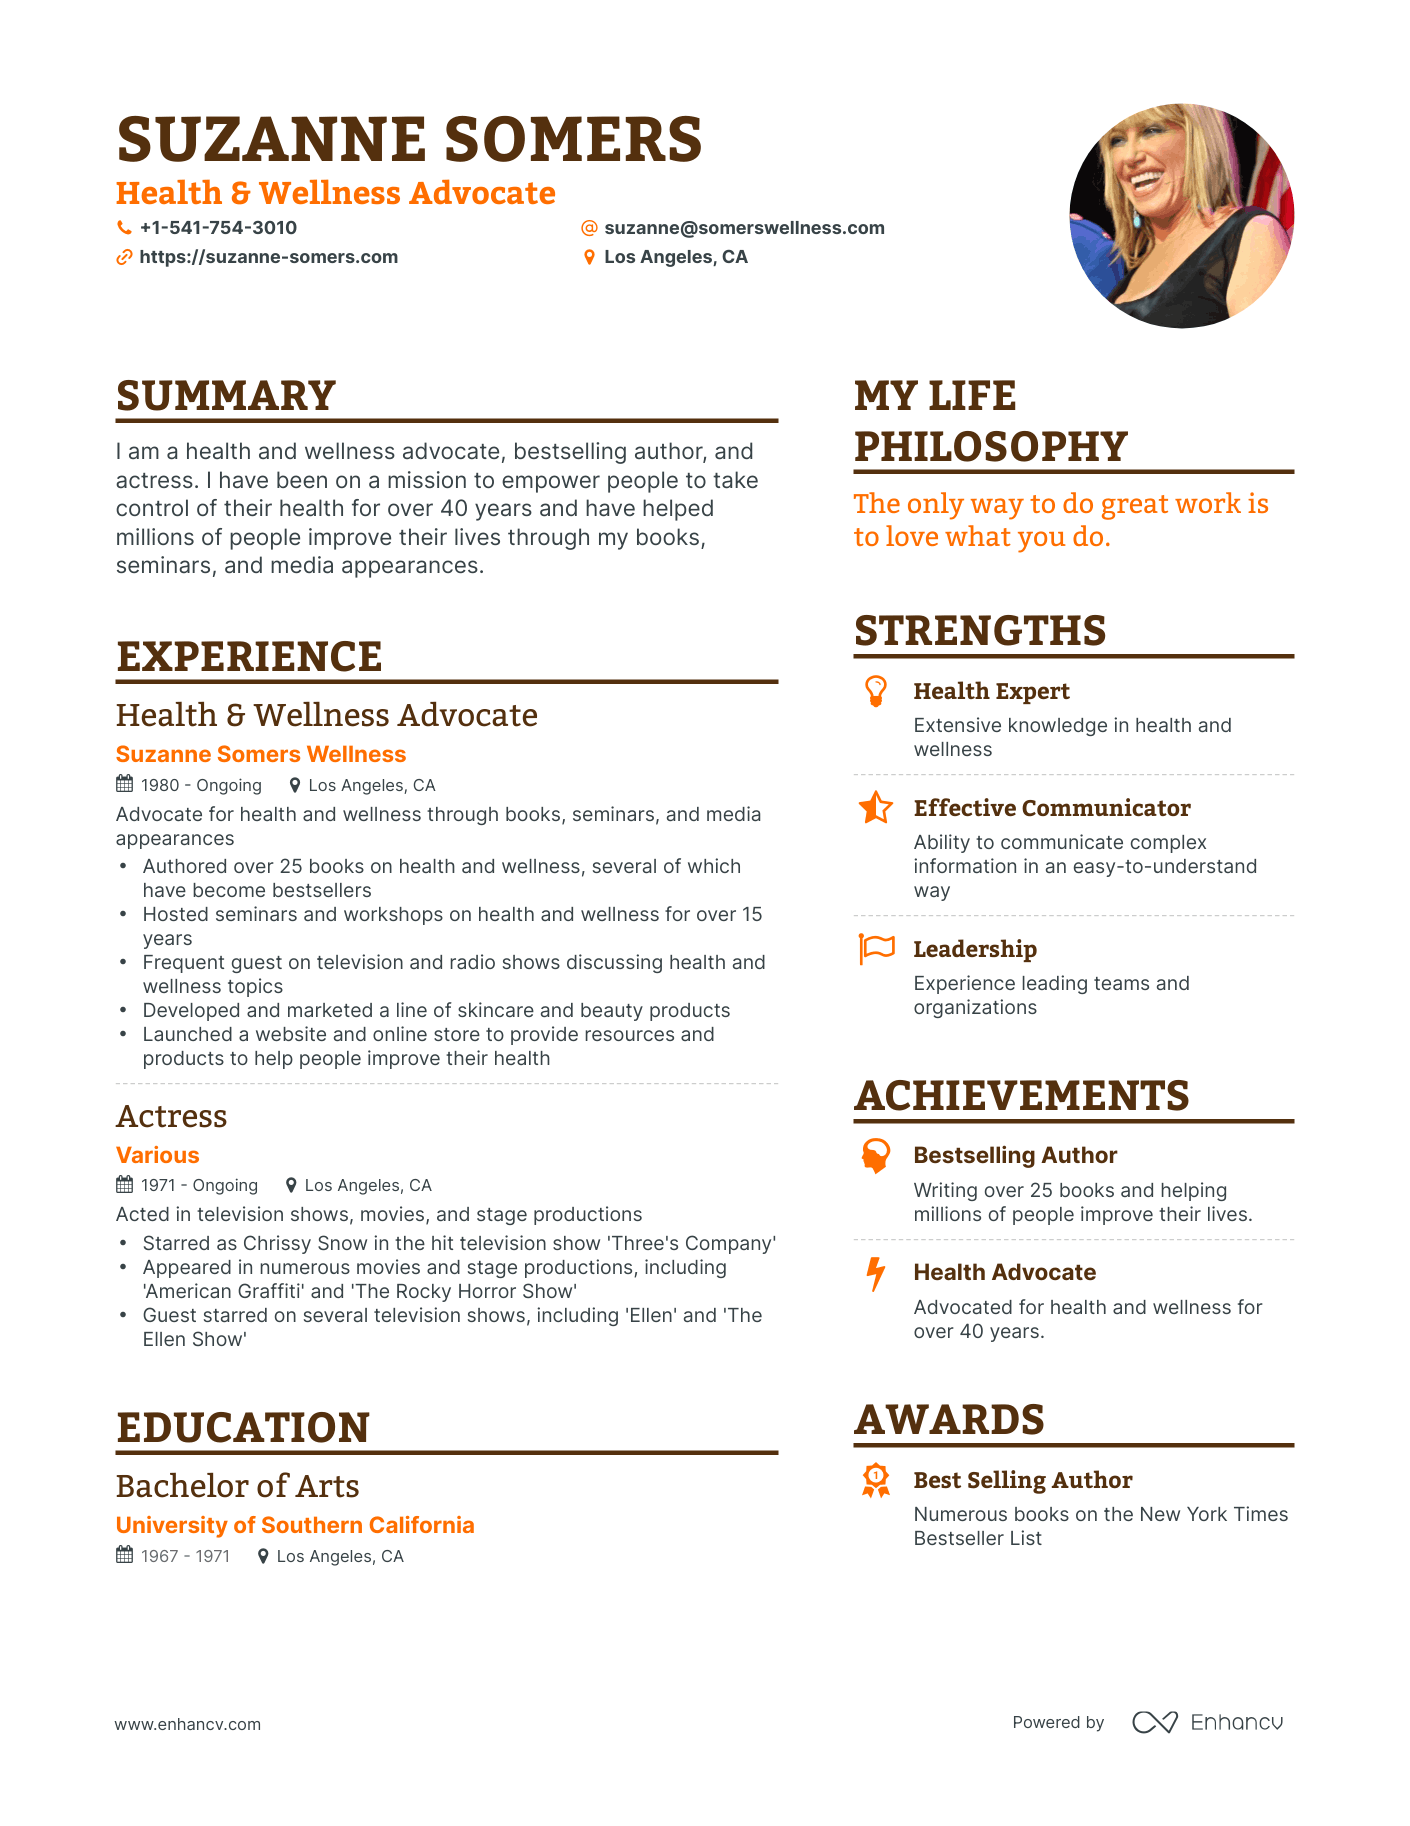 SUZANNE SOMERS
Health & Wellness Advocate
+1-541-754-3010
suzanne@somerswellness.com
https://suzanne-somers.com
Los Angeles, CA
SUMMARY
I am a health and wellness advocate, bestselling author, and
actress. I have been on a mission to empower people to take
control of their health for over 40 years and have helped
millions of people improve their lives through my books,
seminars, and media appearances.
EXPERIENCE
Health & Wellness Advocate
Suzanne Somers Wellness
1980 - Ongoing
Los Angeles, CA
Advocate for health and wellness through books, seminars, and media
appearances
• Authored over 25 books on health and wellness, several of which
have become bestsellers
• Hosted seminars and workshops on health and wellness for over 15
years
• Frequent guest on television and radio shows discussing health and
wellness topics
• Developed and marketed a line of skincare and beauty products
• Launched a website and online store to provide resources and
products to help people improve their health
Actress
Various
1971 - Ongoing
Los Angeles, CA
Acted in television shows, movies, and stage productions
• Starred as Chrissy Snow in the hit television show 'Three's Company'
• Appeared in numerous movies and stage productions, including
'American Graffiti' and 'The Rocky Horror Show'
• Guest starred on several television shows, including 'Ellen' and 'The
Ellen Show'
EDUCATION
Bachelor of Arts
University of Southern California
1967 - 1971
Los Angeles, CA
MY LIFE
PHILOSOPHY
The only way to do great work is
to love what you do.
STRENGTHS
Health Expert
Extensive knowledge in health and
wellness
Effective Communicator
Ability to communicate complex
information in an easy-to-understand
way
Leadership
Experience leading teams and
organizations
ACHIEVEMENTS
Bestselling Author
Writing over 25 books and helping
millions of people improve their lives.
Health Advocate
Advocated for health and wellness for
over 40 years.
AWARDS
1
Best Selling Author
Numerous books on the New York Times
Bestseller List
www.enhancv.com
Powered by
Enhancv